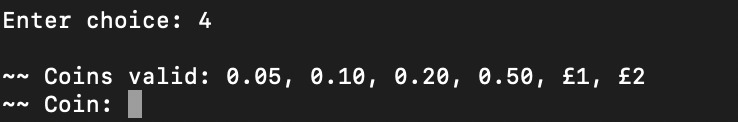 Enter choice: 4
~~ Coins valid: 0.05, 0.10, 0.20, 0.50, £1, £2
~~ Coin: